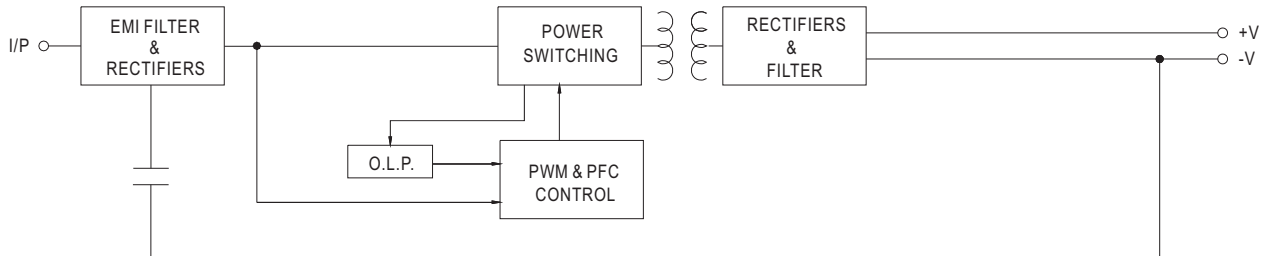 I/P
EMI FILTER
&
RECTIFIERS
POWER
SWITCHING
RECTIFIERS
&
FILTER
+V
-V
O.L.P.
PWM & PFC
CONTROL